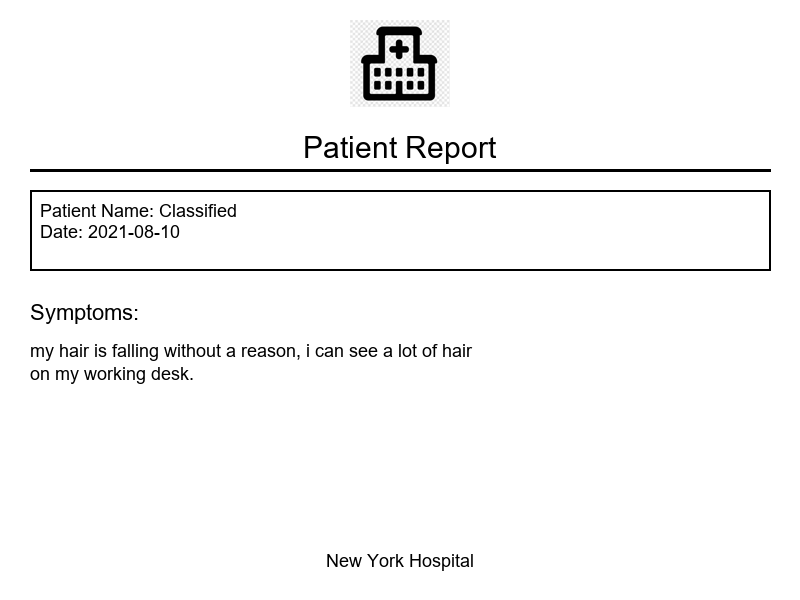 Patient Report
Patient Name: Classified
Date: 2021-08-10
Symptoms:
my hair is falling without a reason, i can see a lot of hair
on my working desk.
New York Hospital